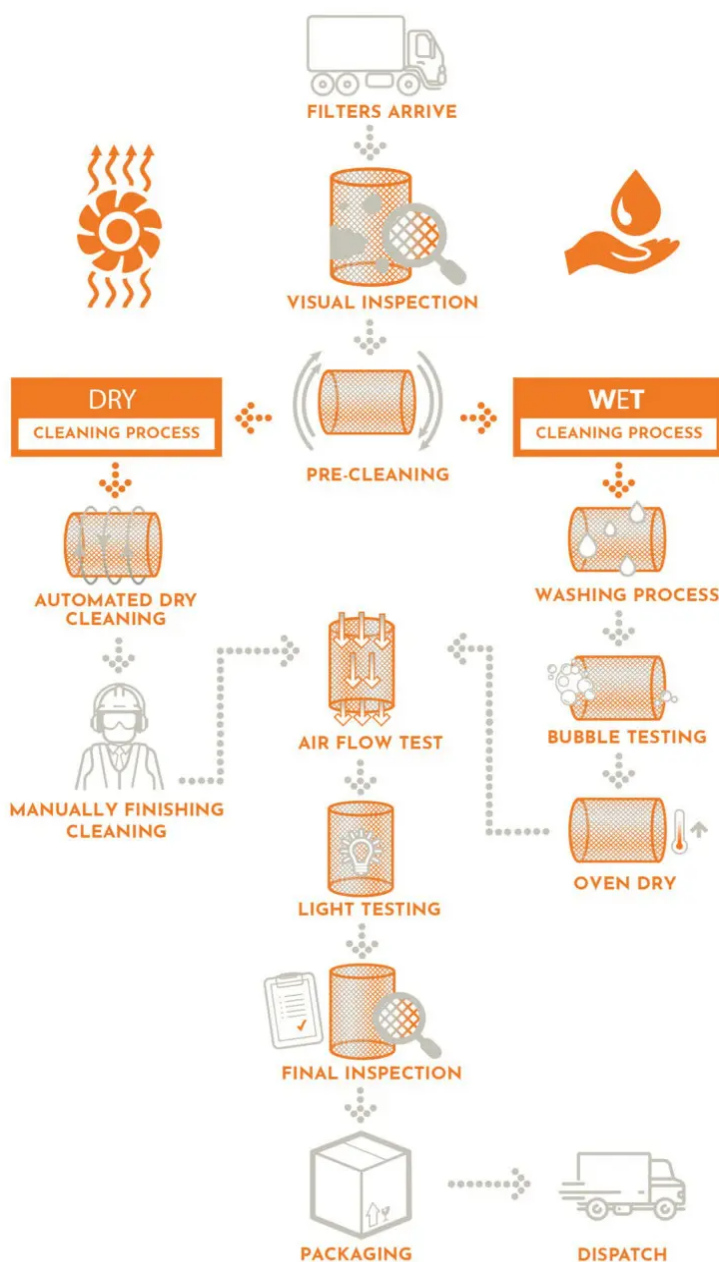 FILTERS ARRIVE
VISUAL INSPECTION
PRE-CLEANING
DRY
CLEANING PROCESS
WET
CLEANING PROCESS
AUTOMATED DRY
CLEANING
MANUALLY FINISHING
CLEANING
WASHING PROCESS
BUBBLE TESTING
OVEN DRY
AIR FLOW TEST
LIGHT TESTING
FINAL INSPECTION
PACKAGING
DISPATCH